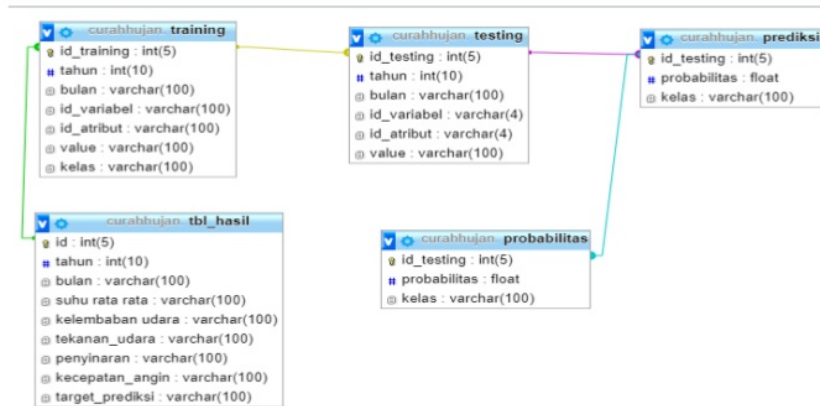 curahhujan training
id_training : int(5)
tahun : int(10)
bulan : varchar(100)
id_variabel : varchar(100)
id_atribut : varchar(100)
value : varchar(100)
kelas : varchar(100)
curahhujan testing
id_testing : int(5)
tahun : int(10)
bulan : varchar(100)
id_variabel : varchar(4)
id_atribut : varchar(4)
value : varchar(100)
curahhujan prediksi
id_testing : int(5)
probabilitas : float
kelas : varchar(100)
curahhujan tbl_hasil
id : int(5)
tahun : int(10)
bulan : varchar(100)
suhu rata rata : varchar(100)
kelembaban udara : varchar(100)
tekanan_udara : varchar(100)
penyinaran : varchar(100)
kecepatan_angin : varchar(100)
target_prediksi : varchar(100)
curahhujan probabilitas
id_testing : int(5)
probabilitas : float
kelas : varchar(100)